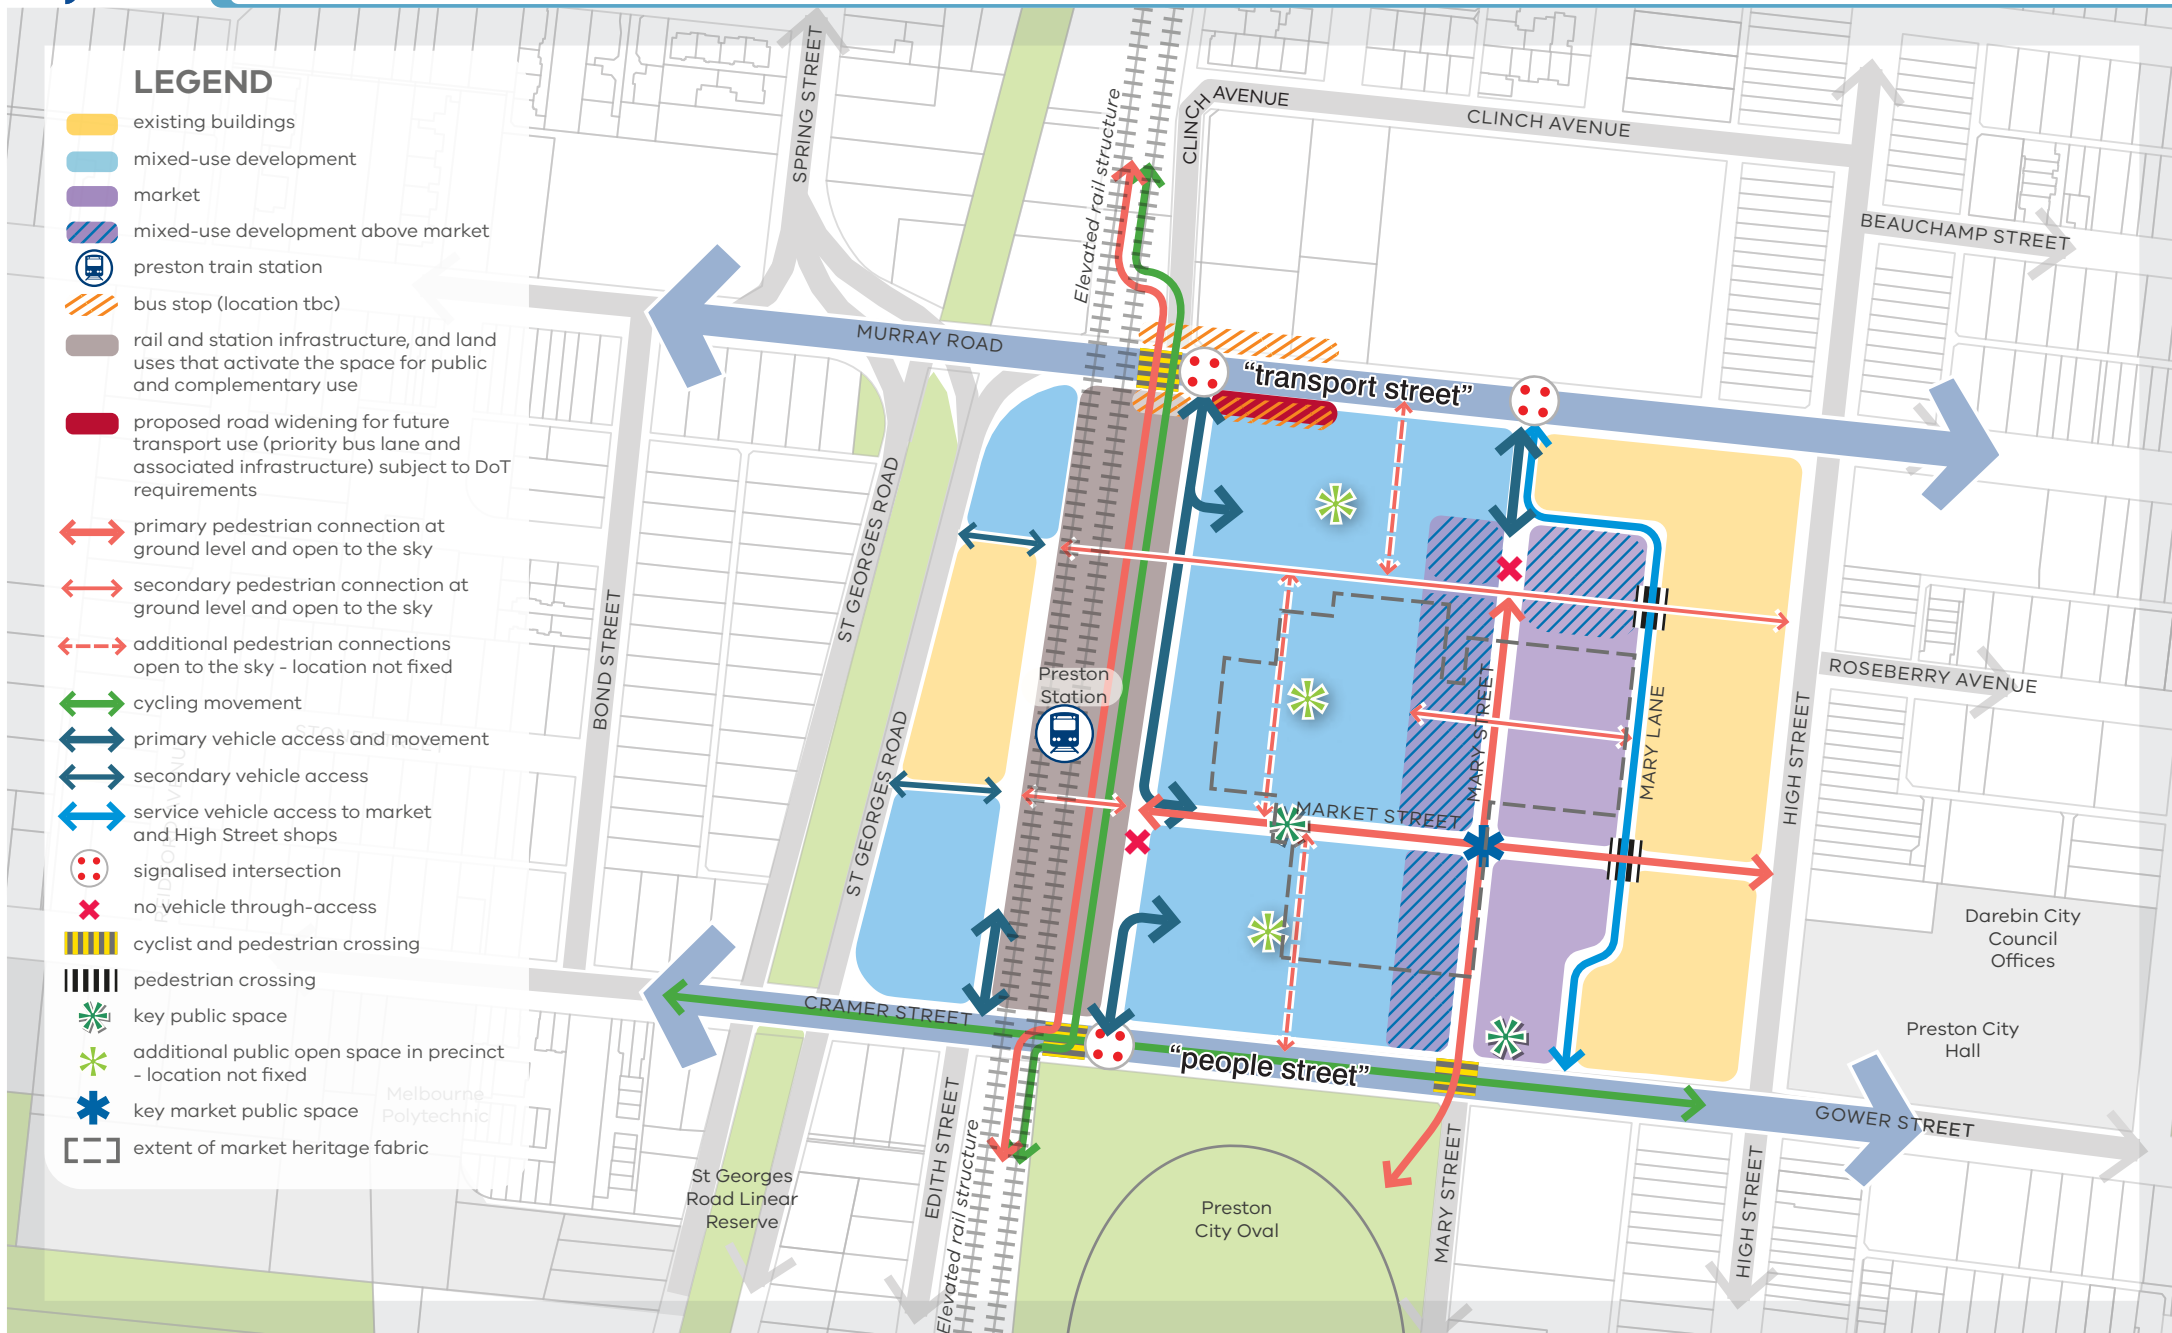 LEGEND
existing buildings
mixed-use development
market
mixed-use development above market
preston train station
bus stop (location tbc)
rail and station infrastructure, and land
uses that activate the space for public
and complementary use
proposed road widening for future
transport use (priority bus lane and
associated infrastructure) subject to DoT
requirements
primary pedestrian connection at
ground level and open to the sky
secondary pedestrian connection at
ground level and open to the sky
additional pedestrian connections
open to the sky - location not fixed
cycling movement
primary vehicle access and movement
secondary vehicle access
service vehicle access to market
and High Street shops
signalised intersection
no vehicle through-access
cyclist and pedestrian crossing
pedestrian crossing
key public space
additional public open space in precinct
- location not fixed
key market public space
extent of market heritage fabric
Melbourne
Polytechnic
SPRING STREET
Elevated rail structure
CLINCH
AVENUE
CLINCH AVENUE
BEAUCHAMP STREET
MURRAY ROAD
"transport street"
ST GEORGES ROAD
BOND STREET
Preston
Station
ST GEORGES ROAD
MARY STREET
MARKET STREET
MARY LANE
HIGH STREET
ROSEBERRY AVENUE
Darebin City
Council
Offices
Preston City
Hall
CRAMER STREET
"people street"
GOWER STREET
EDITH STREET
Elevated rail structure
St Georges
Road Linear
Reserve
Preston
City Oval
MARY STREET
HIGH STREET